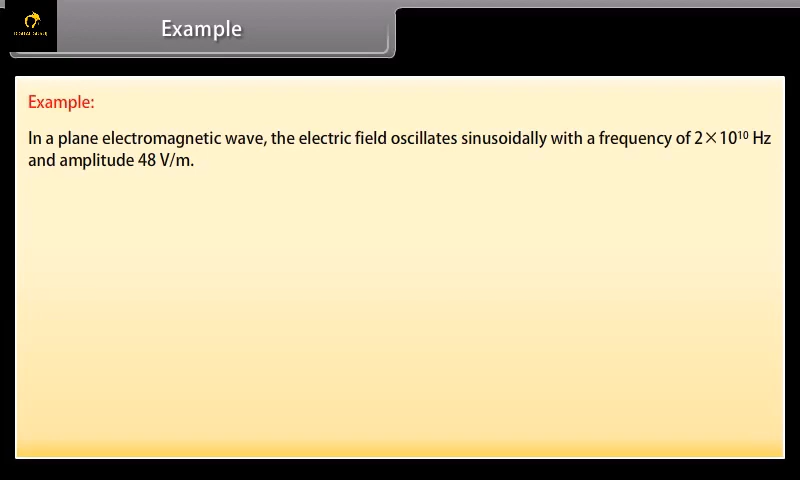 Example
Example:
In a plane electromagnetic wave, the electric field oscillates sinusoidally with a frequency of 2×10¹⁰ Hz
and amplitude 48 V/m.